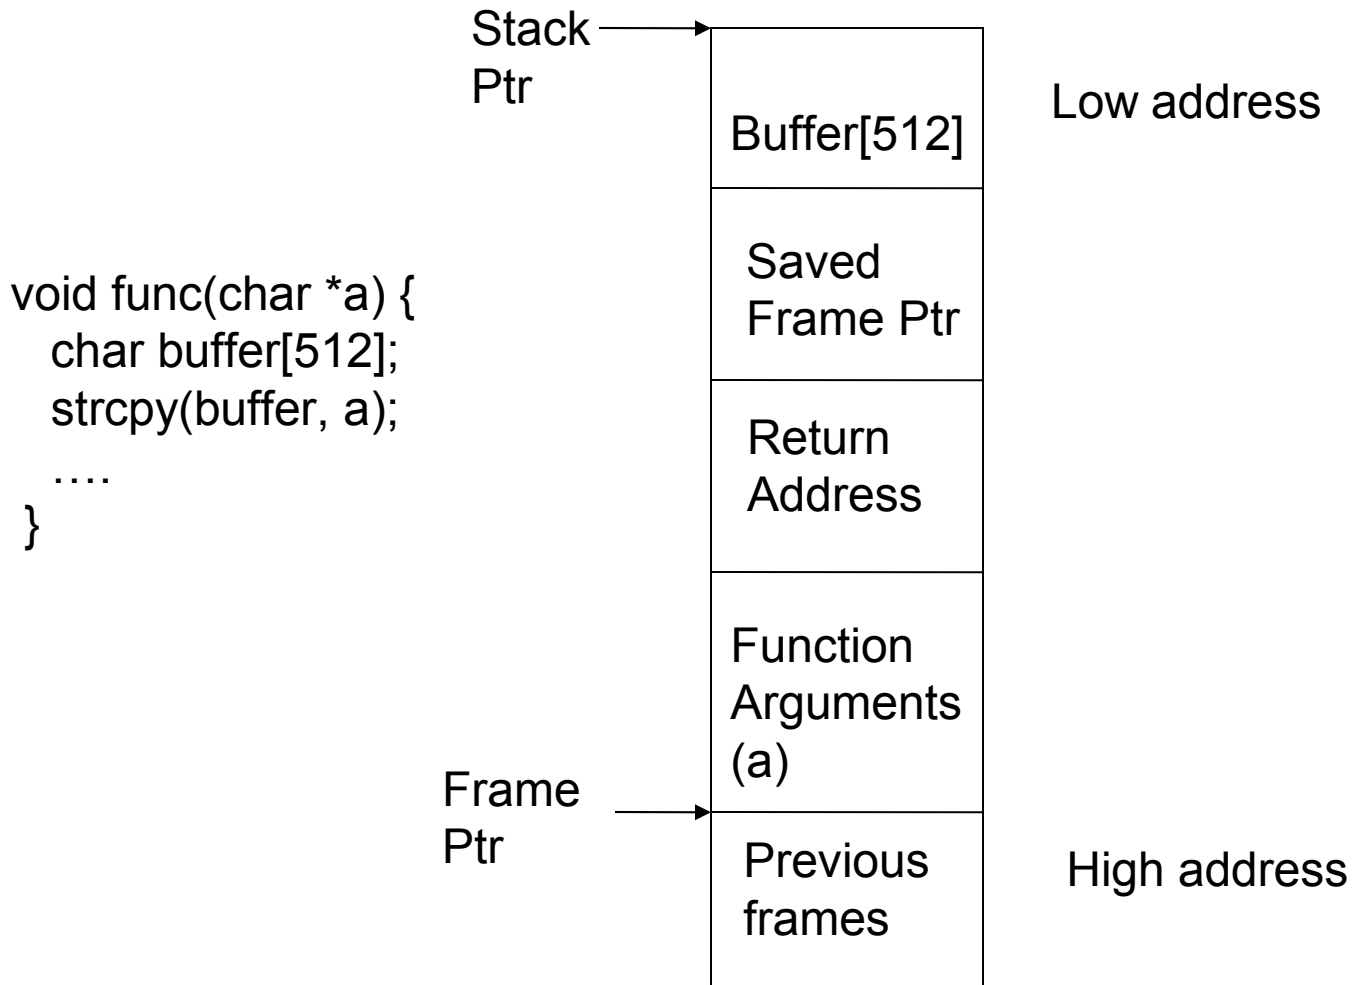 void func(char *a) {
char buffer[512];
strcpy(buffer, a);
....
}
Stack
Ptr
Buffer[512]
Saved
Frame Ptr
Return
Address
Function
Arguments
(a)
Frame
Ptr
Previous
frames
Low address
High address